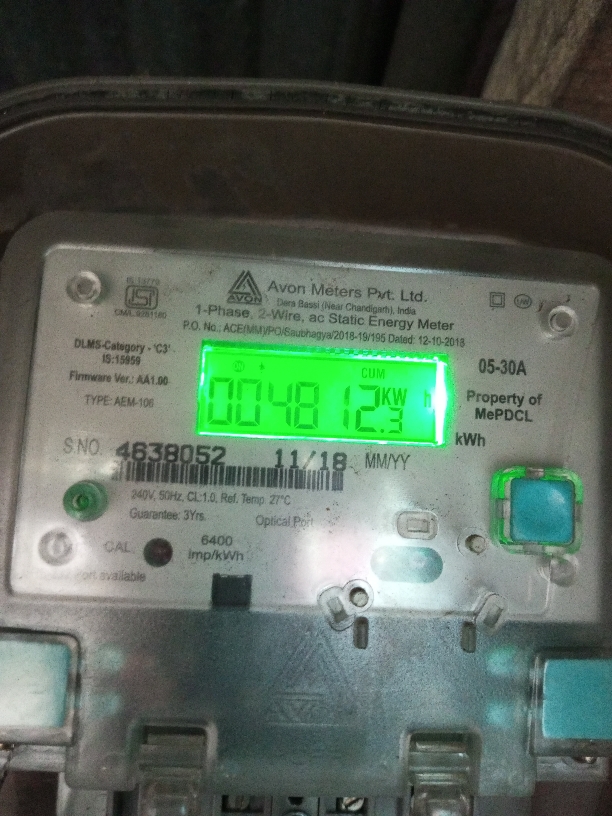 AVON
Avon Meters Pvt. Ltd.
Dera Bassi (Near Chandigarh), India
1-Phase, 2-Wire, ac Static Energy Meter
P.O. No.: ACE(MM)/PO/Saubhagya/2018-19/195 Dated: 12-10-2018
DLMS-Category - 'C3'
IS:15959
Firmware Ver.: AA1.00
TYPE: AEM-106
CUM
004812.3 KW h
05-30A
Property of
MePDCL
kWh
S.NO. 4638052 11/18 MM/YY
240V, 50Hz, CL:1.0, Ref. Temp. 27°C
Guarantee: 3Yrs.
Optical Port
CAL
6400
imp/kWh
available